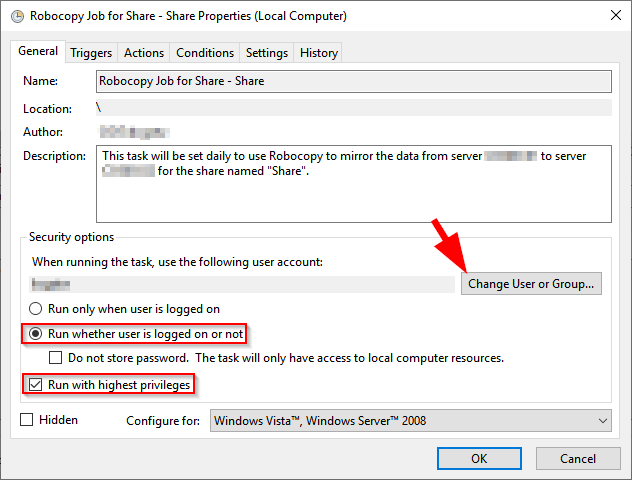 Robocopy Job for Share - Share Properties (Local Computer)
General Triggers Actions Conditions Settings History
Name: Robocopy Job for Share - Share
Location: \
Author:
Description: This task will be set daily to use Robocopy to mirror the data from server to server
for the share named "Share".
Security options
When running the task, use the following user account:
Change User or Group...
Run only when user is logged on
Run whether user is logged on or not
Do not store password. The task will only have access to local computer resources.
Run with highest privileges
Hidden Configure for: Windows Vista™, Windows Server™ 2008
OK Cancel